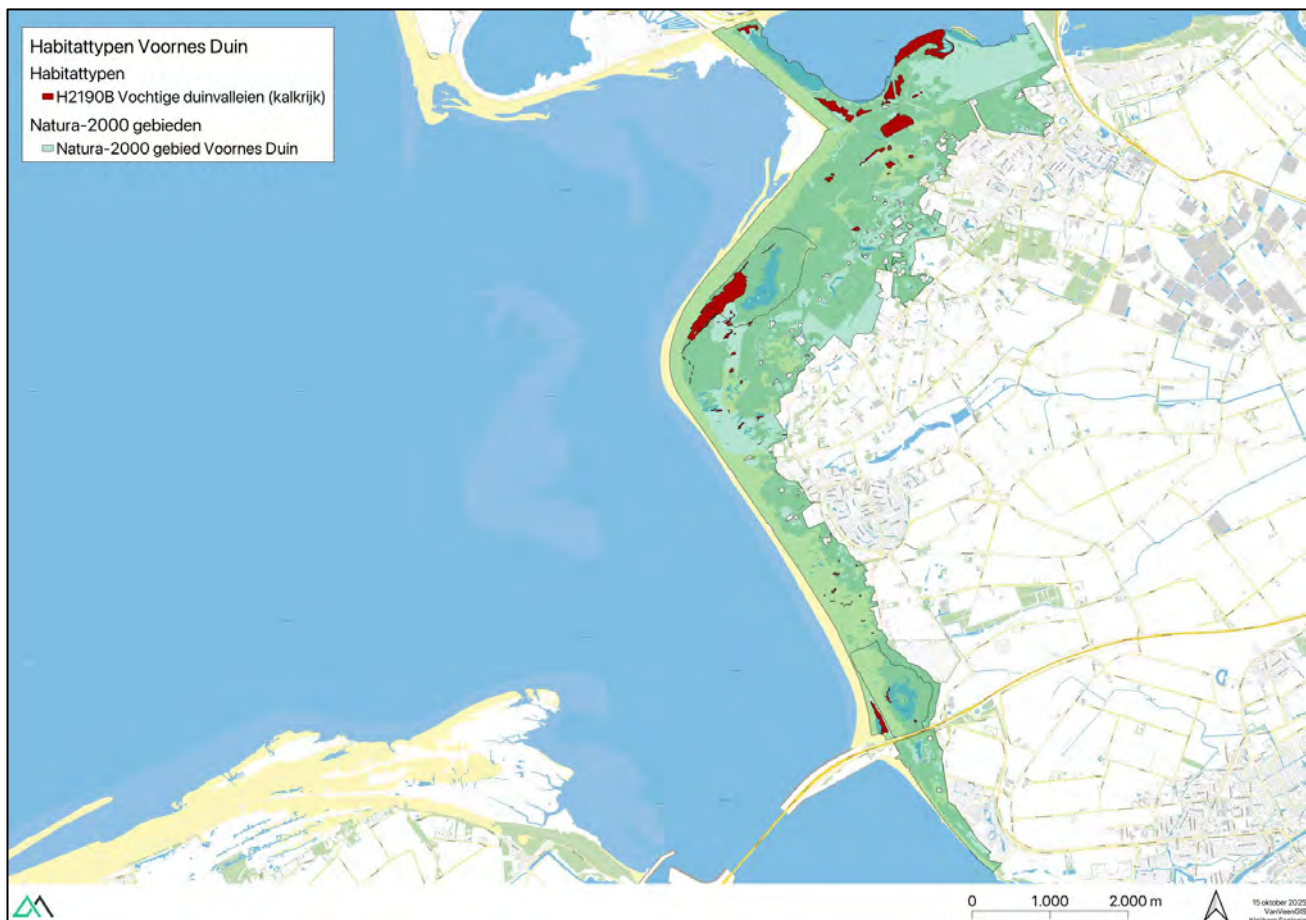 Habitattypen Voornes Duin
Habitattypen
H2190B Vochtige duinvalleien (kalkrijk)
Natura-2000 gebieden
Natura-2000 gebied Voornes Duin
0 1.000 2.000 m
15 oktober 2025
VanVeenGIS